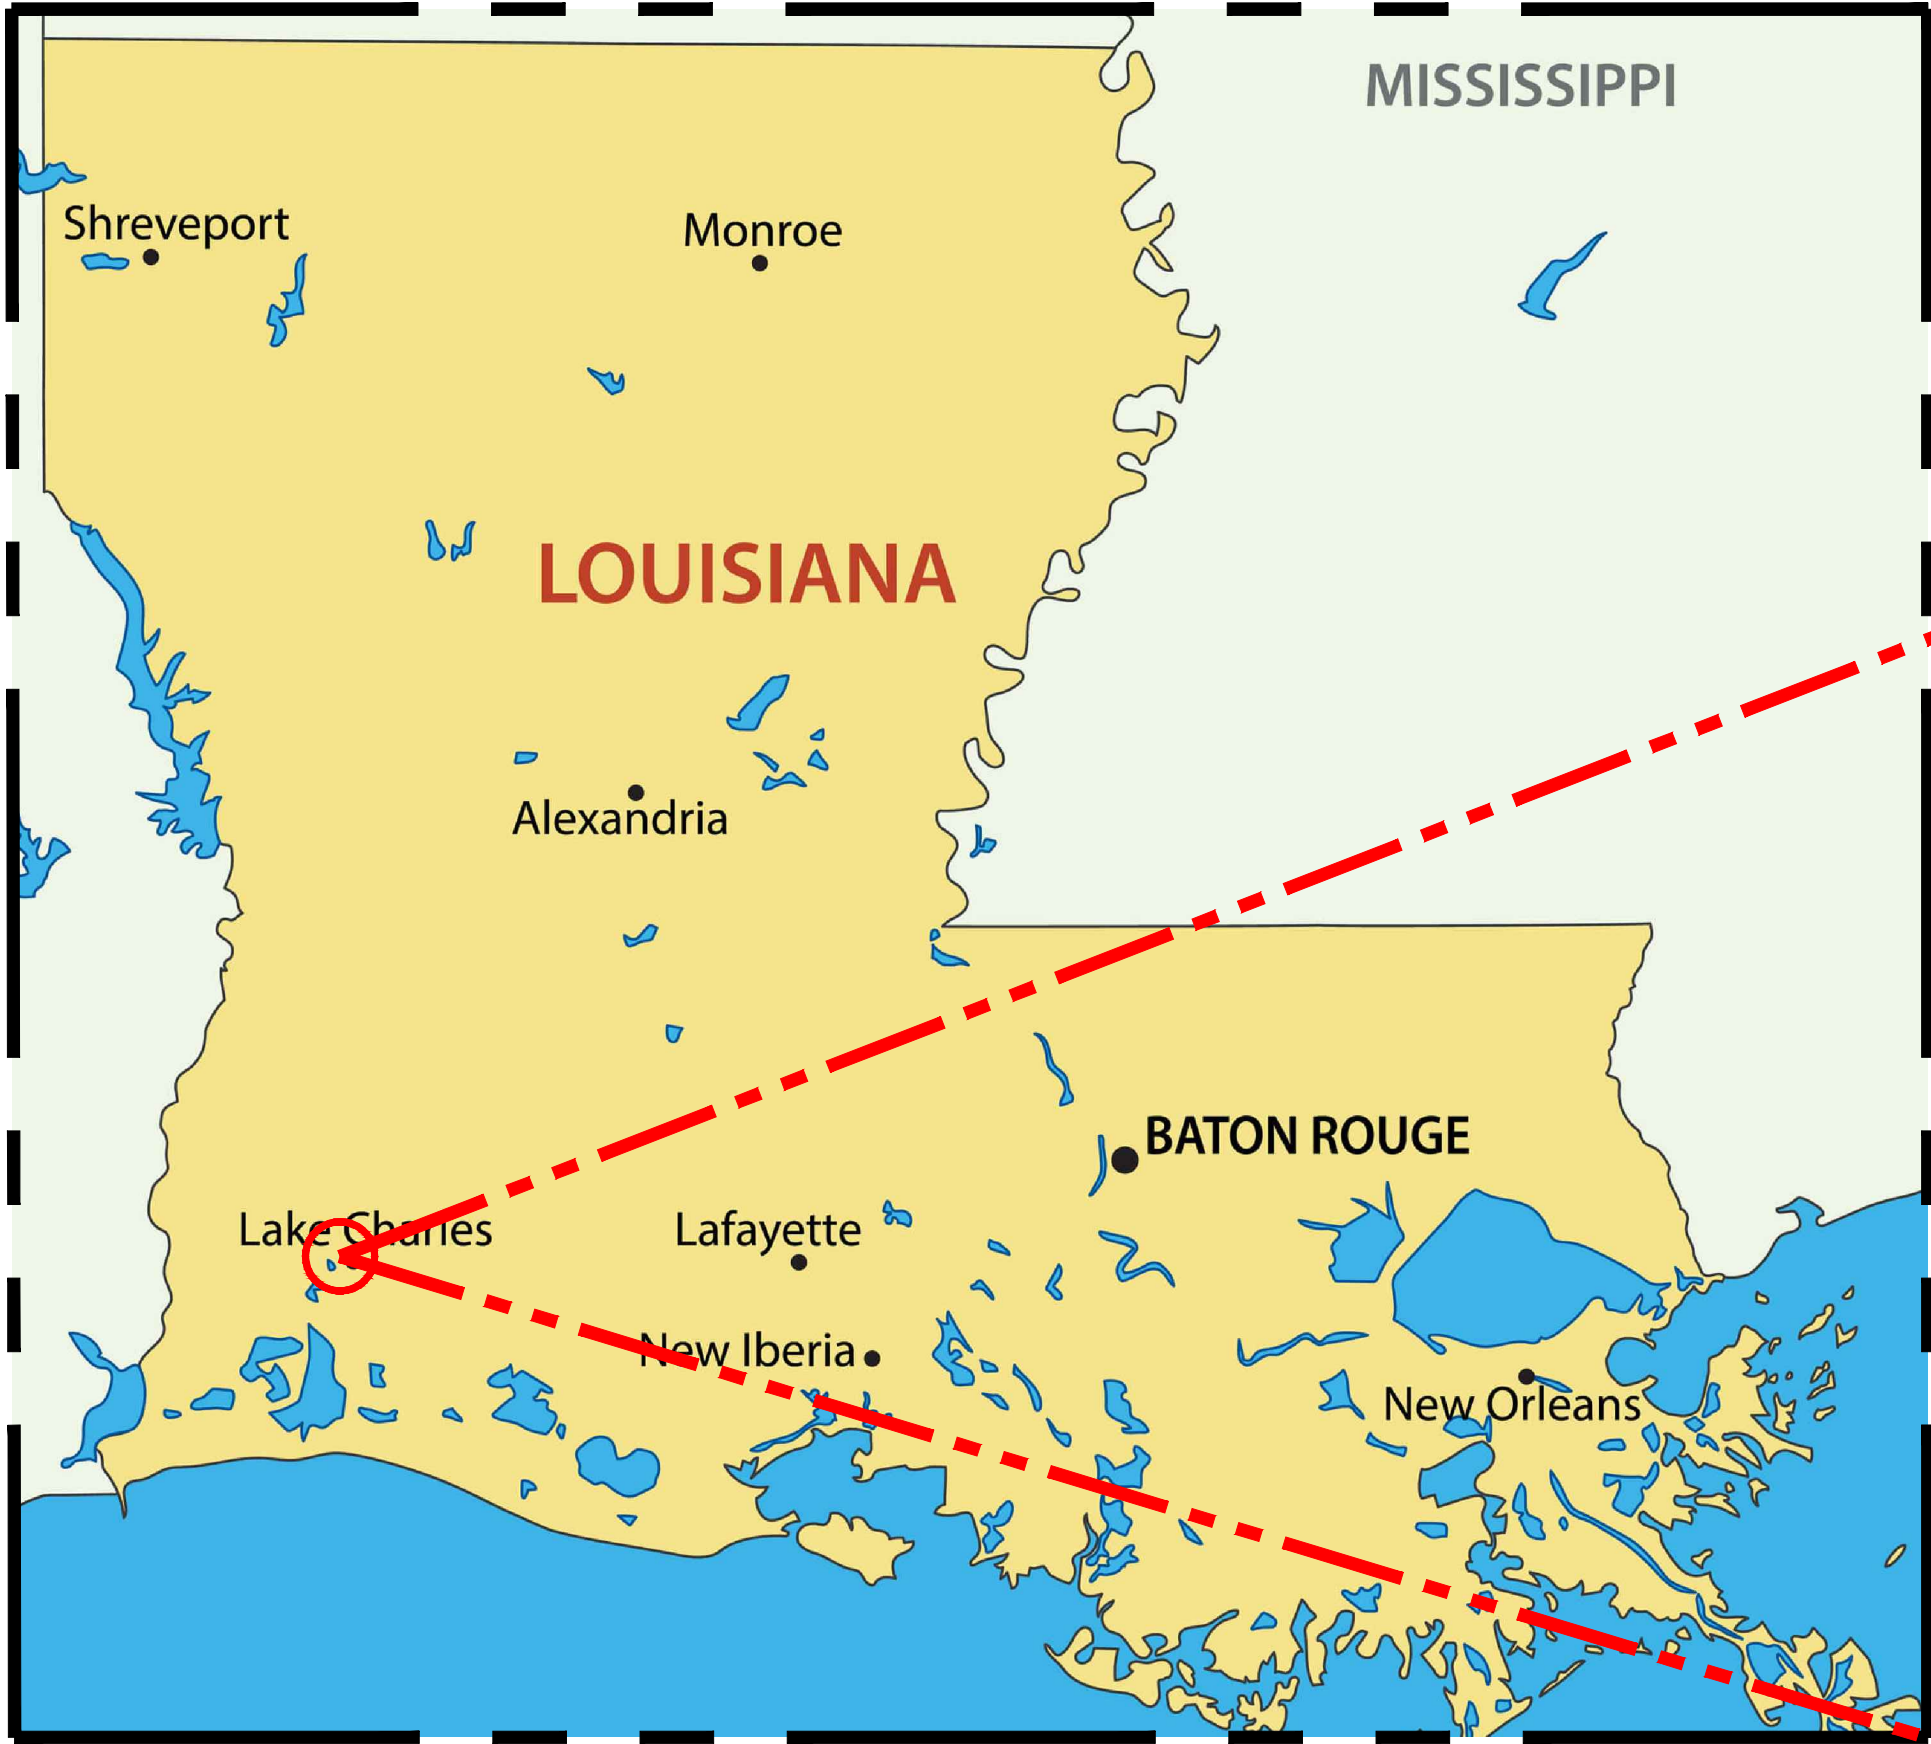 MISSISSIPPI
Shreveport
Monroe
LOUISIANA
Alexandria
BATON ROUGE
Lake Charles
Lafayette
New Iberia
New Orleans